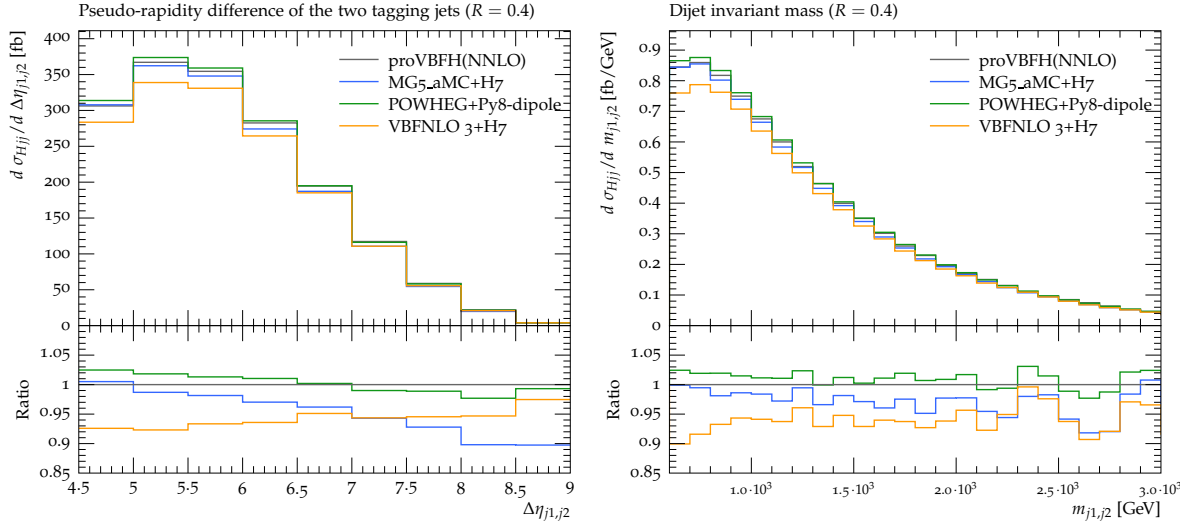 Pseudo-rapidity difference of the two tagging jets (R = 0.4)
d σHjj / d Δηj1,j2 [fb]
400
350
300
250
200
150
100
50
0
proVBFH(NNLO)
MG5_aMC+H7
POWHEG+Py8-dipole
VBFNLO 3+H7
Ratio
1.05
1
0.95
0.9
0.85
4.5 5 5.5 6 6.5 7 7.5 8 8.5 9
Δηj1,j2
Dijet invariant mass (R = 0.4)
d σHjj / d mj1,j2 [fb/GeV]
0.9
0.8
0.7
0.6
0.5
0.4
0.3
0.2
0.1
0
proVBFH(NNLO)
MG5_aMC+H7
POWHEG+Py8-dipole
VBFNLO 3+H7
Ratio
1.05
1
0.95
0.9
0.85
1.0·10³ 1.5·10³ 2.0·10³ 2.5·10³ 3.0·10³
mj1,j2 [GeV]